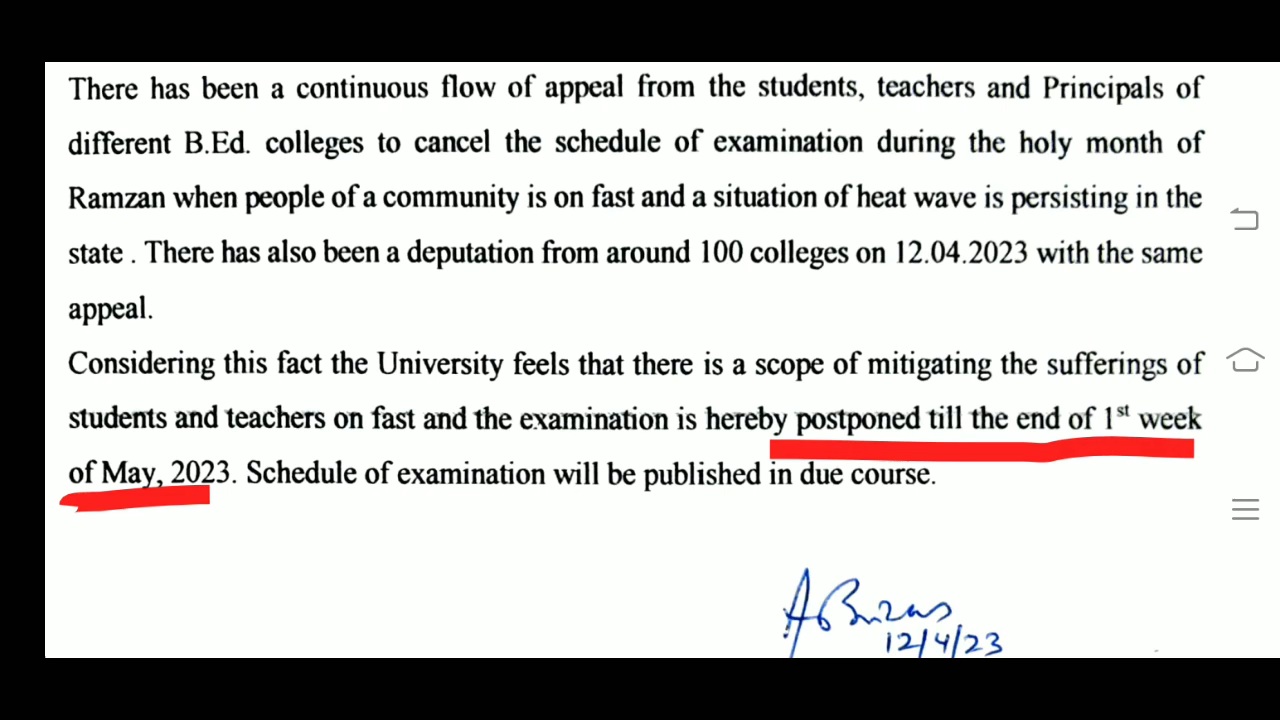 There has been a continuous flow of appeal from the students, teachers and Principals of
different B.Ed. colleges to cancel the schedule of examination during the holy month of
Ramzan when people of a community is on fast and a situation of heat wave is persisting in the
state . There has also been a deputation from around 100 colleges on 12.04.2023 with the same
appeal.
Considering this fact the University feels that there is a scope of mitigating the sufferings of
students and teachers on fast and the examination is hereby postponed till the end of 1st week
of May, 2023. Schedule of examination will be published in due course.
12/4/23